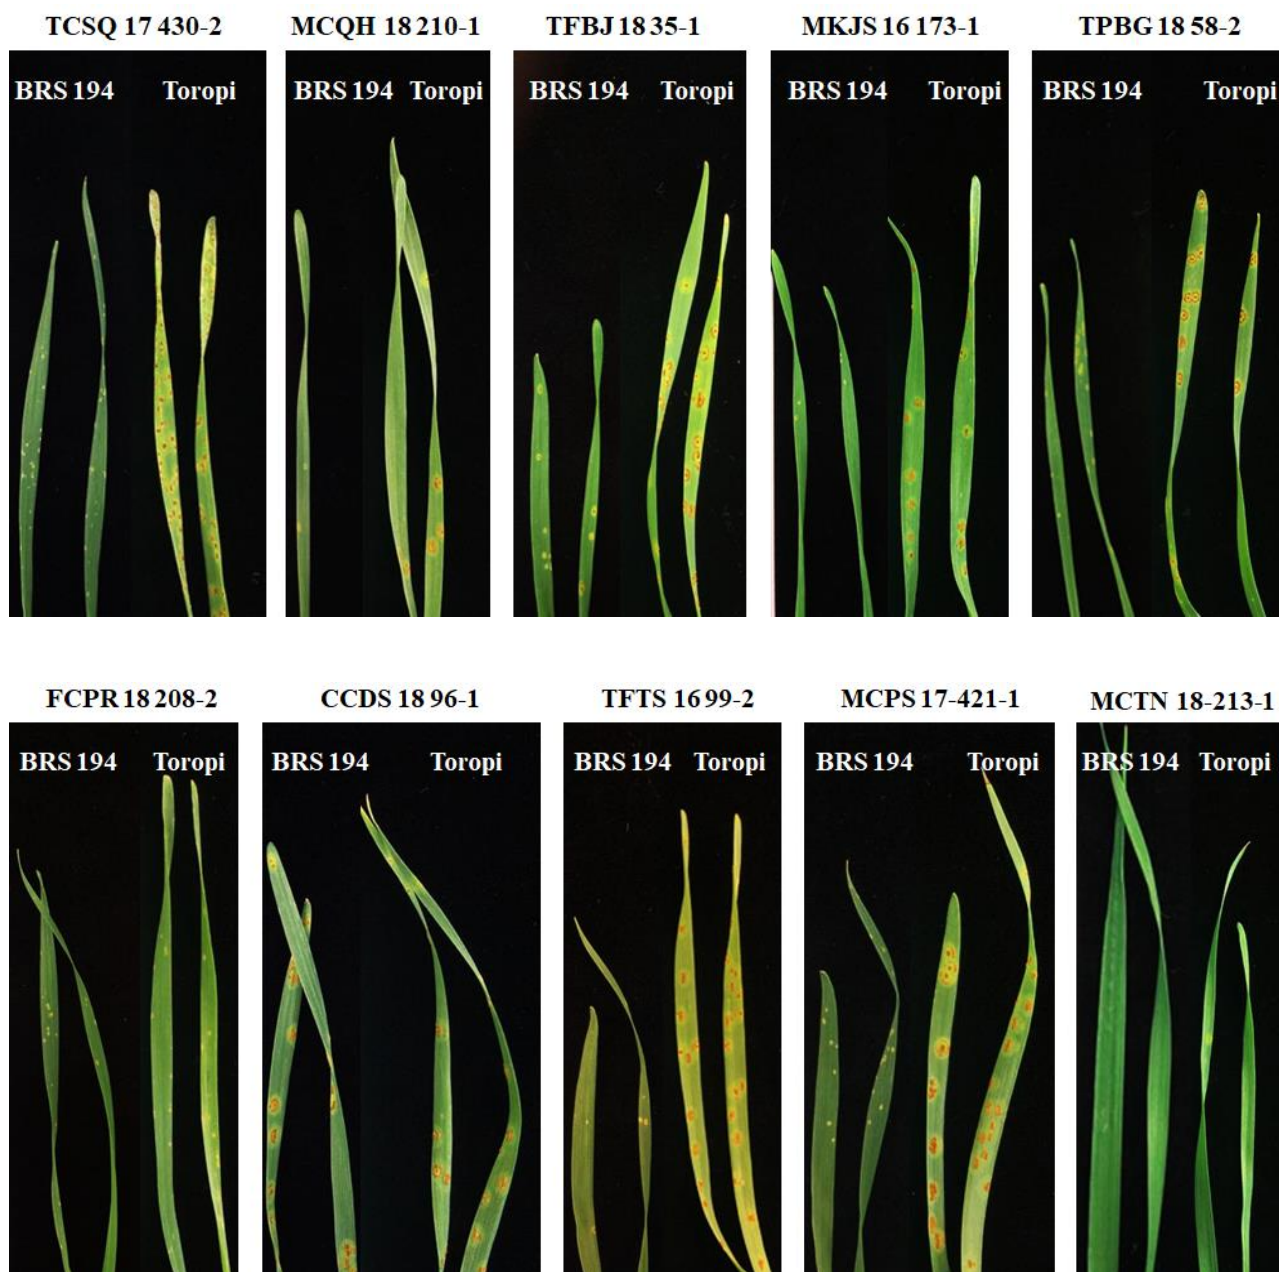 TCSQ 17 430-2
MCQH 18 210-1
TFBJ 18 35-1
MKJS 16 173-1
TPBG 18 58-2
BRS 194 Toropi
BRS 194 Toropi
BRS 194 Toropi
BRS 194 Toropi
BRS 194 Toropi
FCPR 18 208-2
CCDS 18 96-1
TFTS 16 99-2
MCPS 17-421-1
MCTN 18-213-1
BRS 194 Toropi
BRS 194 Toropi
BRS 194 Toropi
BRS 194 Toropi
BRS 194 Toropi